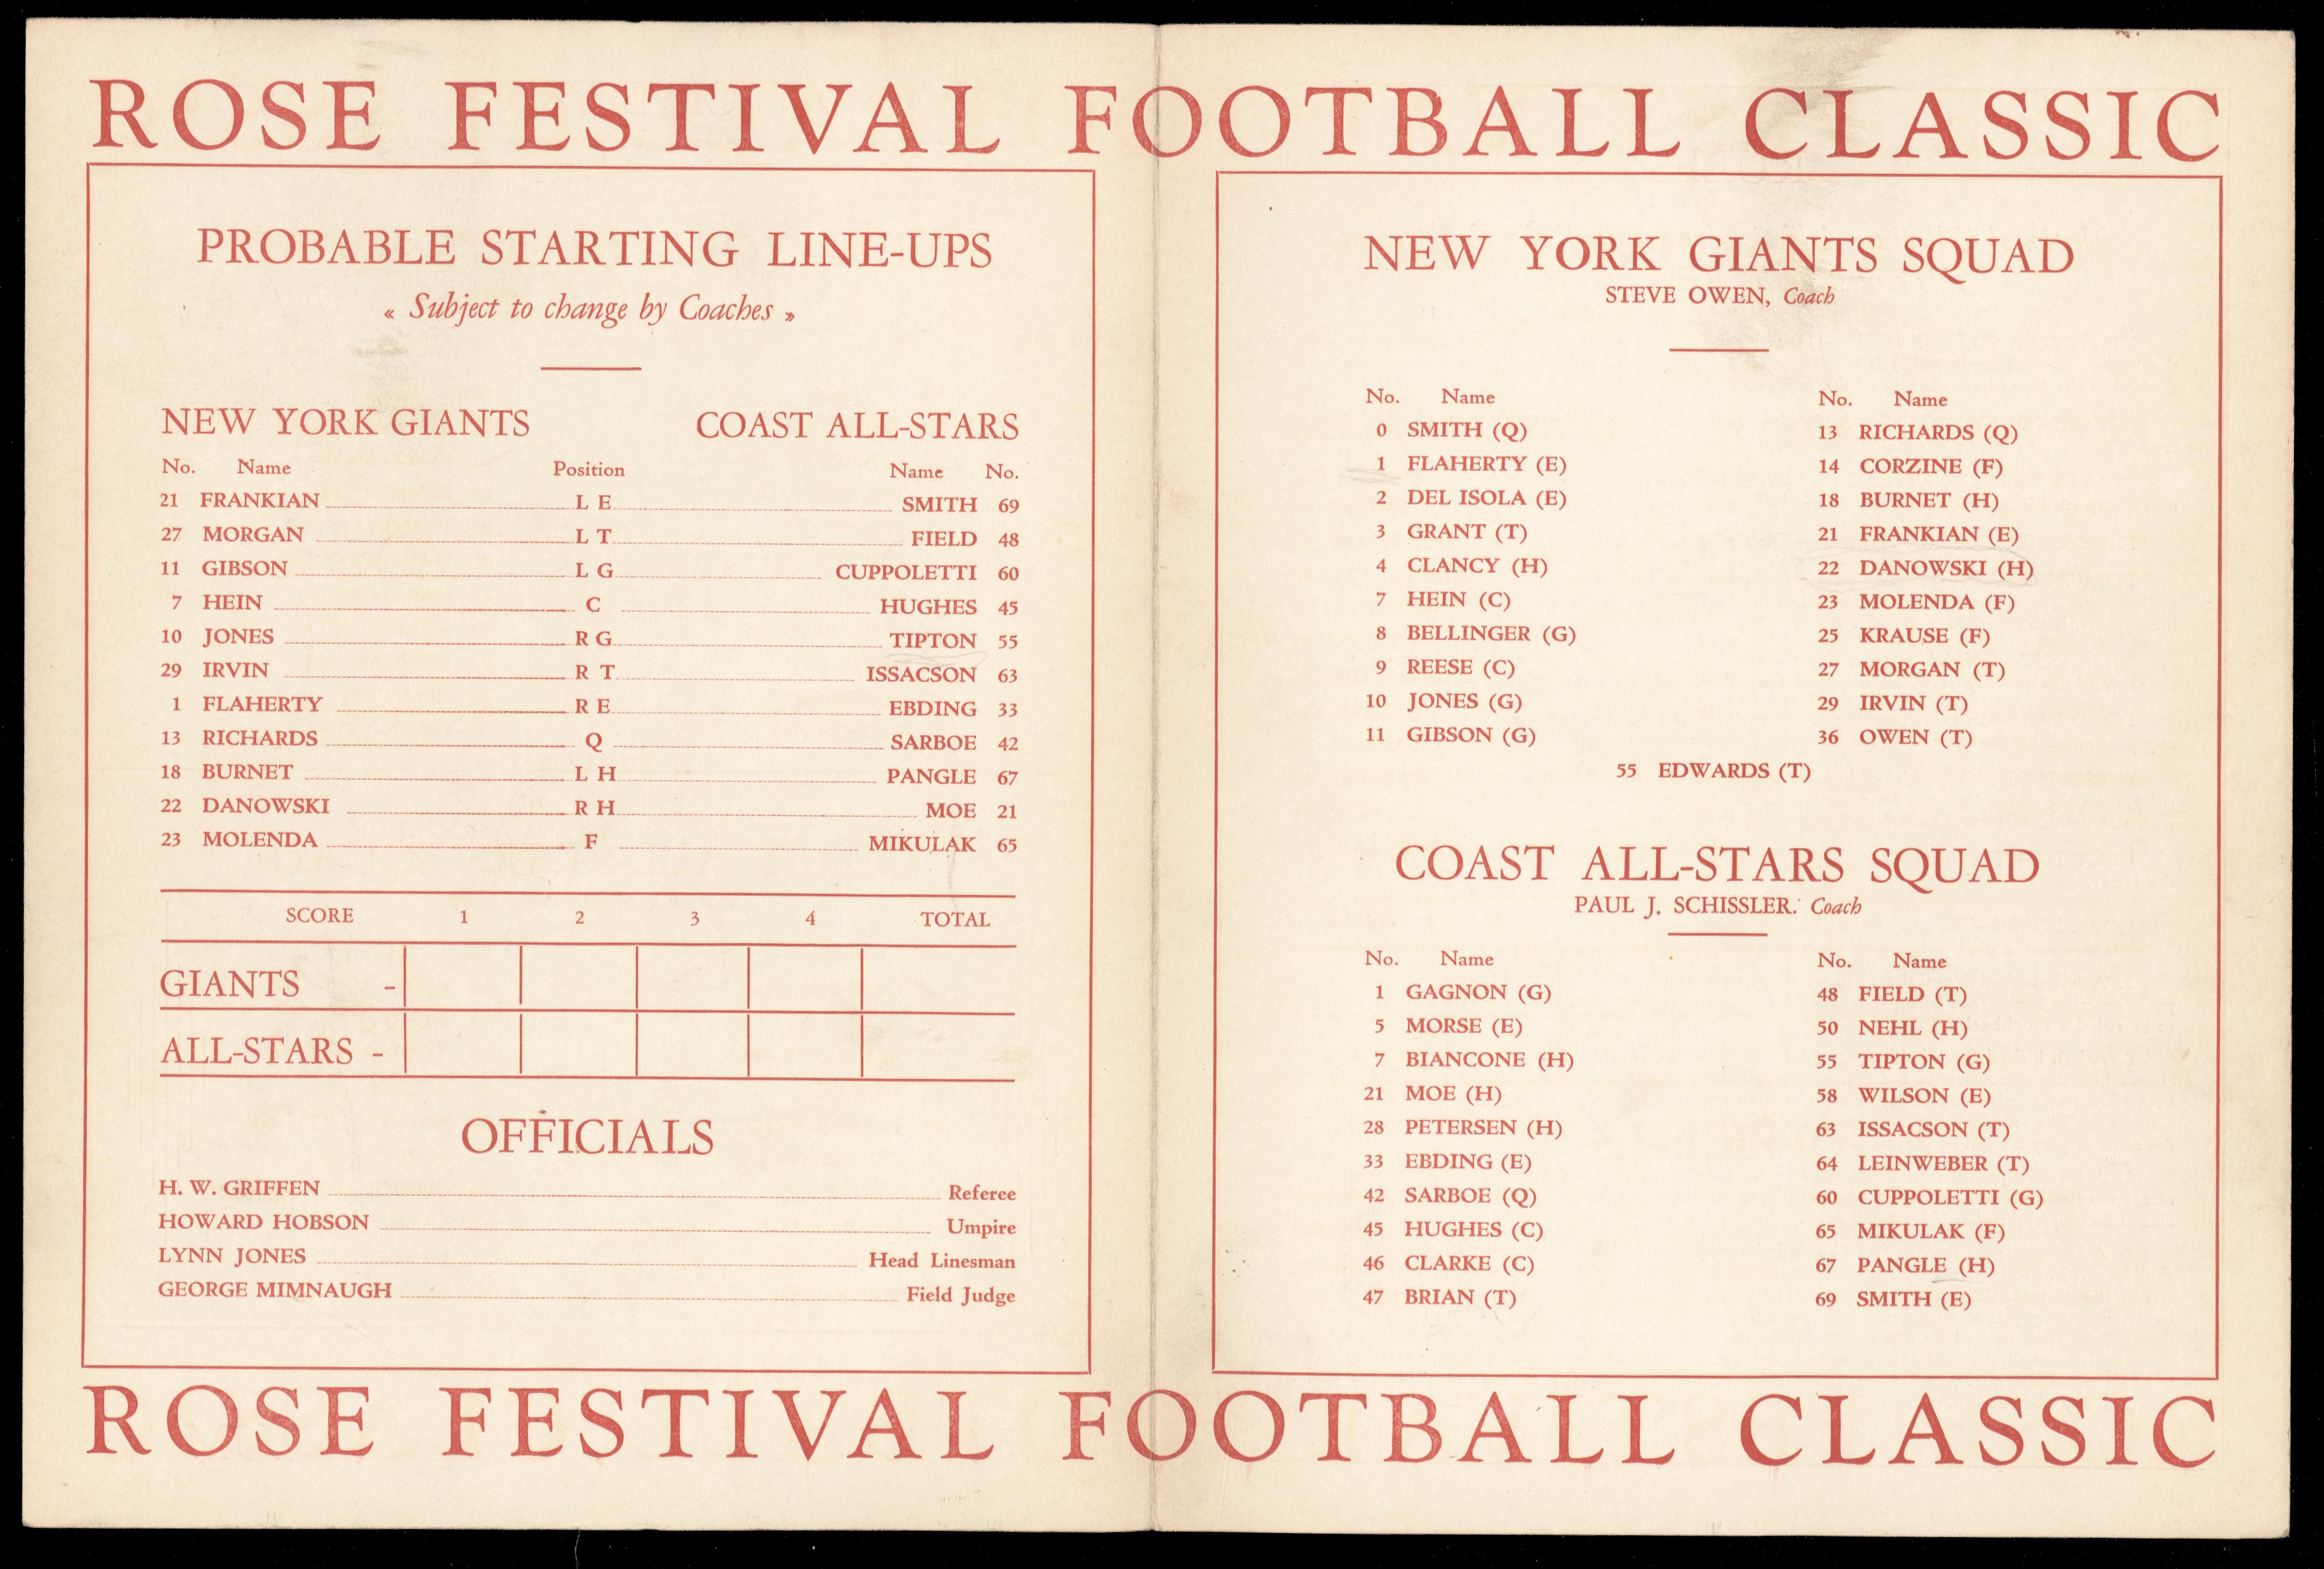 ROSE FESTIVAL FOOTBALL CLASSIC
PROBABLE STARTING LINE-UPS
« Subject to change by Coaches »
NEW YORK GIANTS COAST ALL-STARS
No. Name Position Name No.
21 FRANKIAN L E SMITH 69
27 MORGAN L T FIELD 48
11 GIBSON L G CUPPOLETTI 60
7 HEIN C HUGHES 45
10 JONES R G TIPTON 55
29 IRVIN R T ISSACSON 63
1 FLAHERTY R E EBDING 33
13 RICHARDS Q SARBOE 42
18 BURNET L H PANGLE 67
22 DANOWSKI R H MOE 21
23 MOLENDA F MIKULAK 65
SCORE 1 2 3 4 TOTAL
GIANTS -
ALL-STARS -
OFFICIALS
H. W. GRIFFEN Referee
HOWARD HOBSON Umpire
LYNN JONES Head Linesman
GEORGE MIMNAUGH Field Judge
NEW YORK GIANTS SQUAD
STEVE OWEN, Coach
No. Name No. Name
0 SMITH (Q) 13 RICHARDS (Q)
1 FLAHERTY (E) 14 CORZINE (F)
2 DEL ISOLA (E) 18 BURNET (H)
3 GRANT (T) 21 FRANKIAN (E)
4 CLANCY (H) 22 DANOWSKI (H)
7 HEIN (C) 23 MOLENDA (F)
8 BELLINGER (G) 25 KRAUSE (F)
9 REESE (C) 27 MORGAN (T)
10 JONES (G) 29 IRVIN (T)
11 GIBSON (G) 36 OWEN (T)
55 EDWARDS (T)
COAST ALL-STARS SQUAD
PAUL J. SCHISSLER. Coach
No. Name No. Name
1 GAGNON (G) 48 FIELD (T)
5 MORSE (E) 50 NEHL (H)
7 BIANCONE (H) 55 TIPTON (G)
21 MOE (H) 58 WILSON (E)
28 PETERSEN (H) 63 ISSACSON (T)
33 EBDING (E) 64 LEINWEBER (T)
42 SARBOE (Q) 60 CUPPOLETTI (G)
45 HUGHES (C) 65 MIKULAK (F)
46 CLARKE (C) 67 PANGLE (H)
47 BRIAN (T) 69 SMITH (E)
ROSE FESTIVAL FOOTBALL CLASSIC